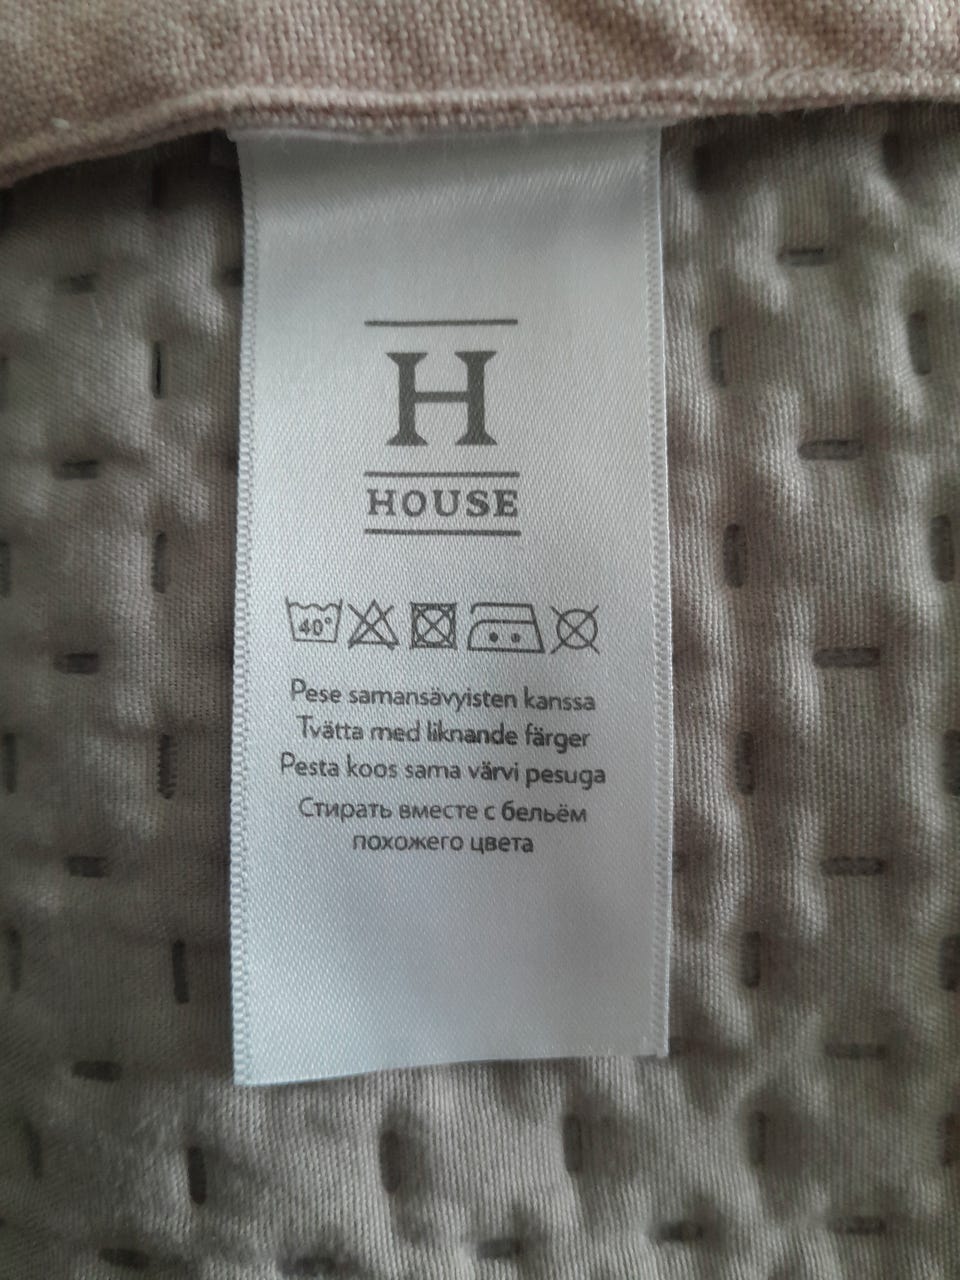 H
HOUSE
40°
Pese samansävyisten kanssa
Tvätta med liknande färger
Pesta koos sama värvi pesuga
Стирать вместе с бельём
похожего цвета